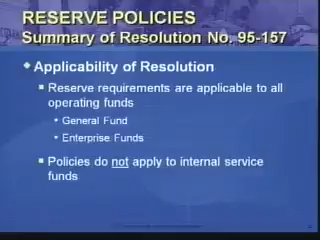 RESERVE POLICIES
Summary of Resolution No. 95-157
Applicability of Resolution
Reserve requirements are applicable to all
operating funds
General Fund
Enterprise Funds
Policies do not apply to internal service
funds